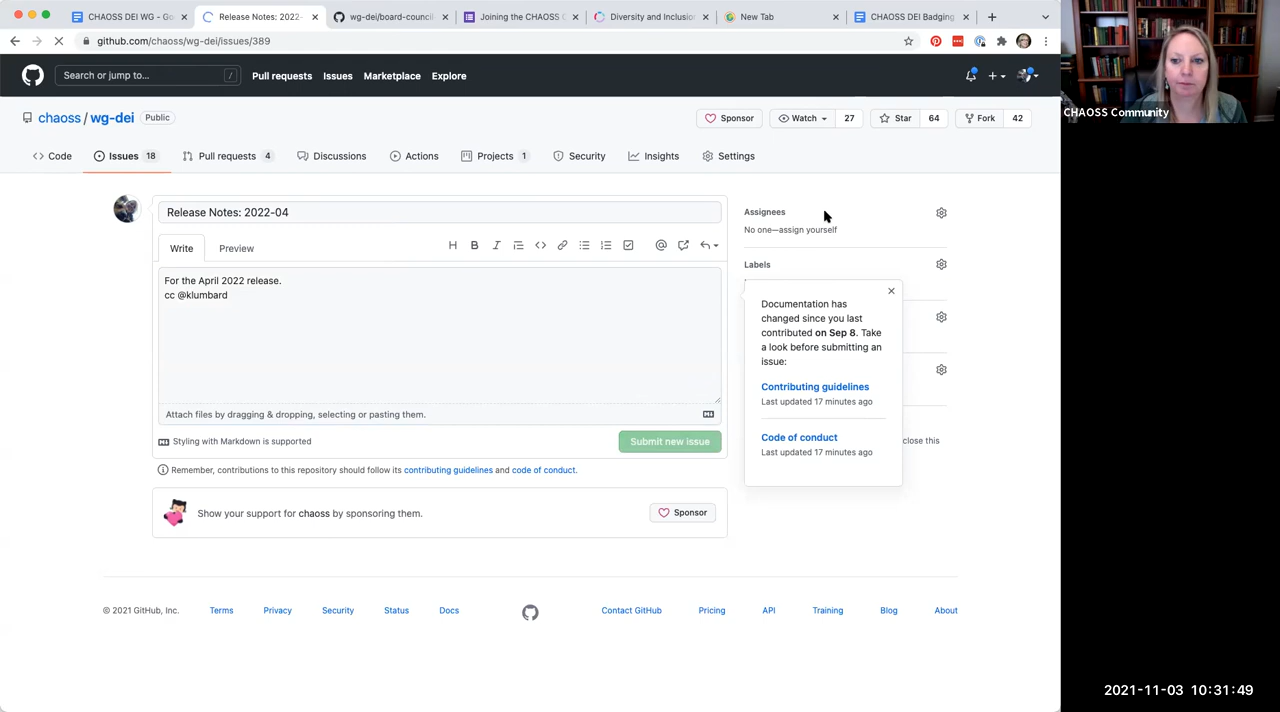 CHAOSS DEI WG - Go
Release Notes: 2022-
wg-dei/board-council
Joining the CHAOSS C
Diversity and Inclusion
New Tab
CHAOSS DEI Badging
github.com/chaoss/wg-dei/issues/389
Search or jump to...
/
Pull requests
Issues
Marketplace
Explore
chaoss / wg-dei
Public
Sponsor
Watch
27
Star
64
Fork
42
Code
Issues 18
Pull requests 4
Discussions
Actions
Projects 1
Security
Insights
Settings
Release Notes: 2022-04
Write
Preview
H
B
I
For the April 2022 release.
cc @klumbard
Attach files by dragging & dropping, selecting or pasting them.
Styling with Markdown is supported
Submit new issue
Remember, contributions to this repository should follow its contributing guidelines and code of conduct.
Show your support for chaoss by sponsoring them.
Sponsor
Assignees
No one—assign yourself
Labels
Documentation has
changed since you last
contributed on Sep 8. Take
a look before submitting an
issue:
Contributing guidelines
Last updated 17 minutes ago
Code of conduct
Last updated 17 minutes ago
close this
© 2021 GitHub, Inc.
Terms
Privacy
Security
Status
Docs
Contact GitHub
Pricing
API
Training
Blog
About
CHAOSS Community
2021-11-03 10:31:49